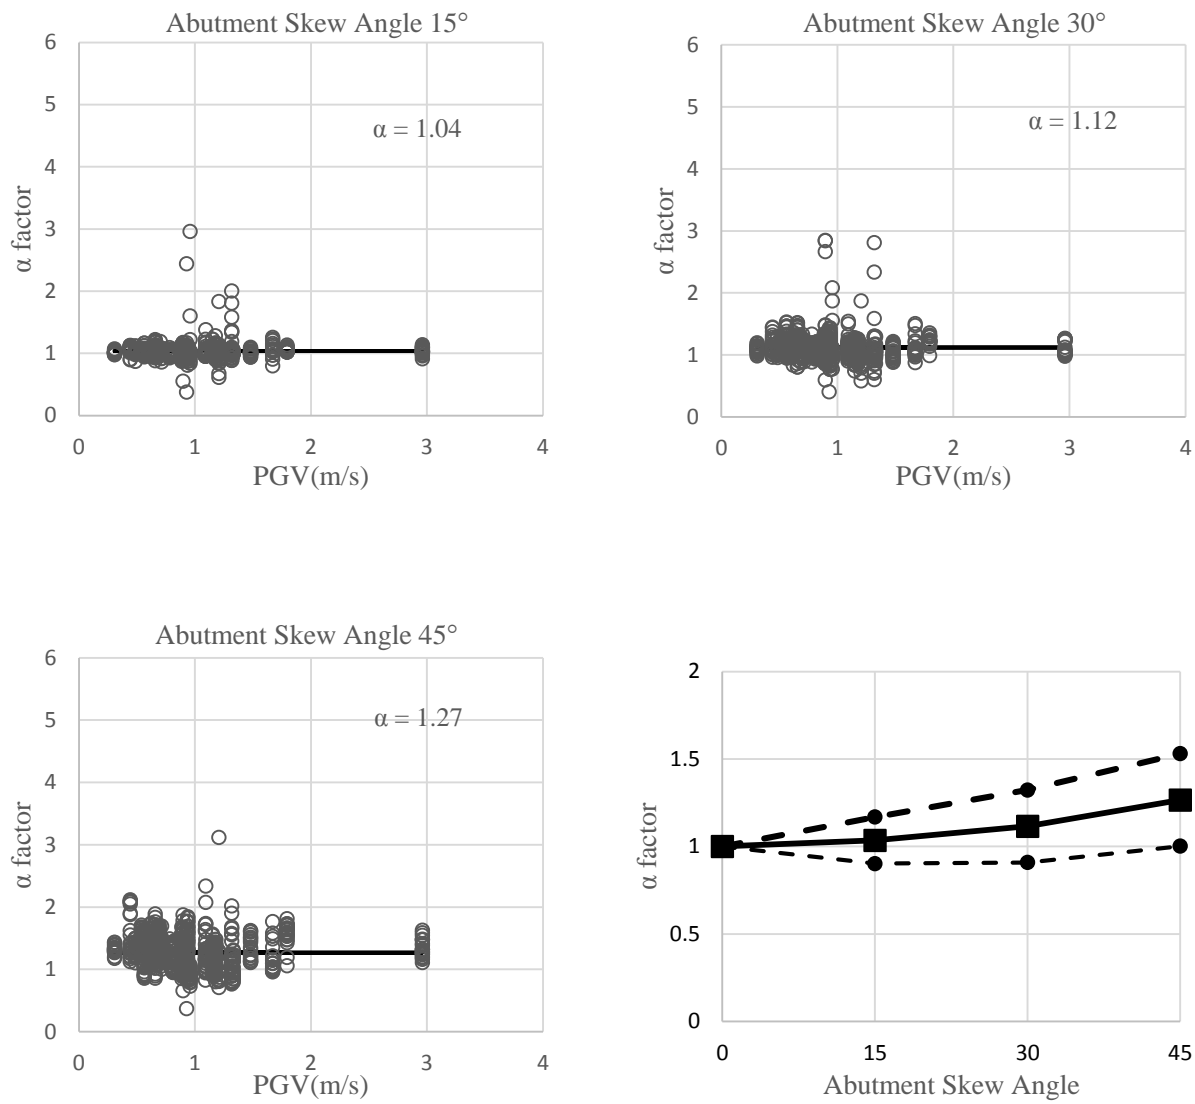 Abutment Skew Angle 15°
6
5
4
3
2
1
0
α factor
α = 1.04
0 1 2 3 4
PGV(m/s)
Abutment Skew Angle 30°
6
5
4
3
2
1
0
α factor
α = 1.12
0 1 2 3 4
PGV(m/s)
Abutment Skew Angle 45°
6
5
4
3
2
1
0
α factor
α = 1.27
0 1 2 3 4
PGV(m/s)
2
1.5
1
0.5
0
α factor
0 15 30 45
Abutment Skew Angle